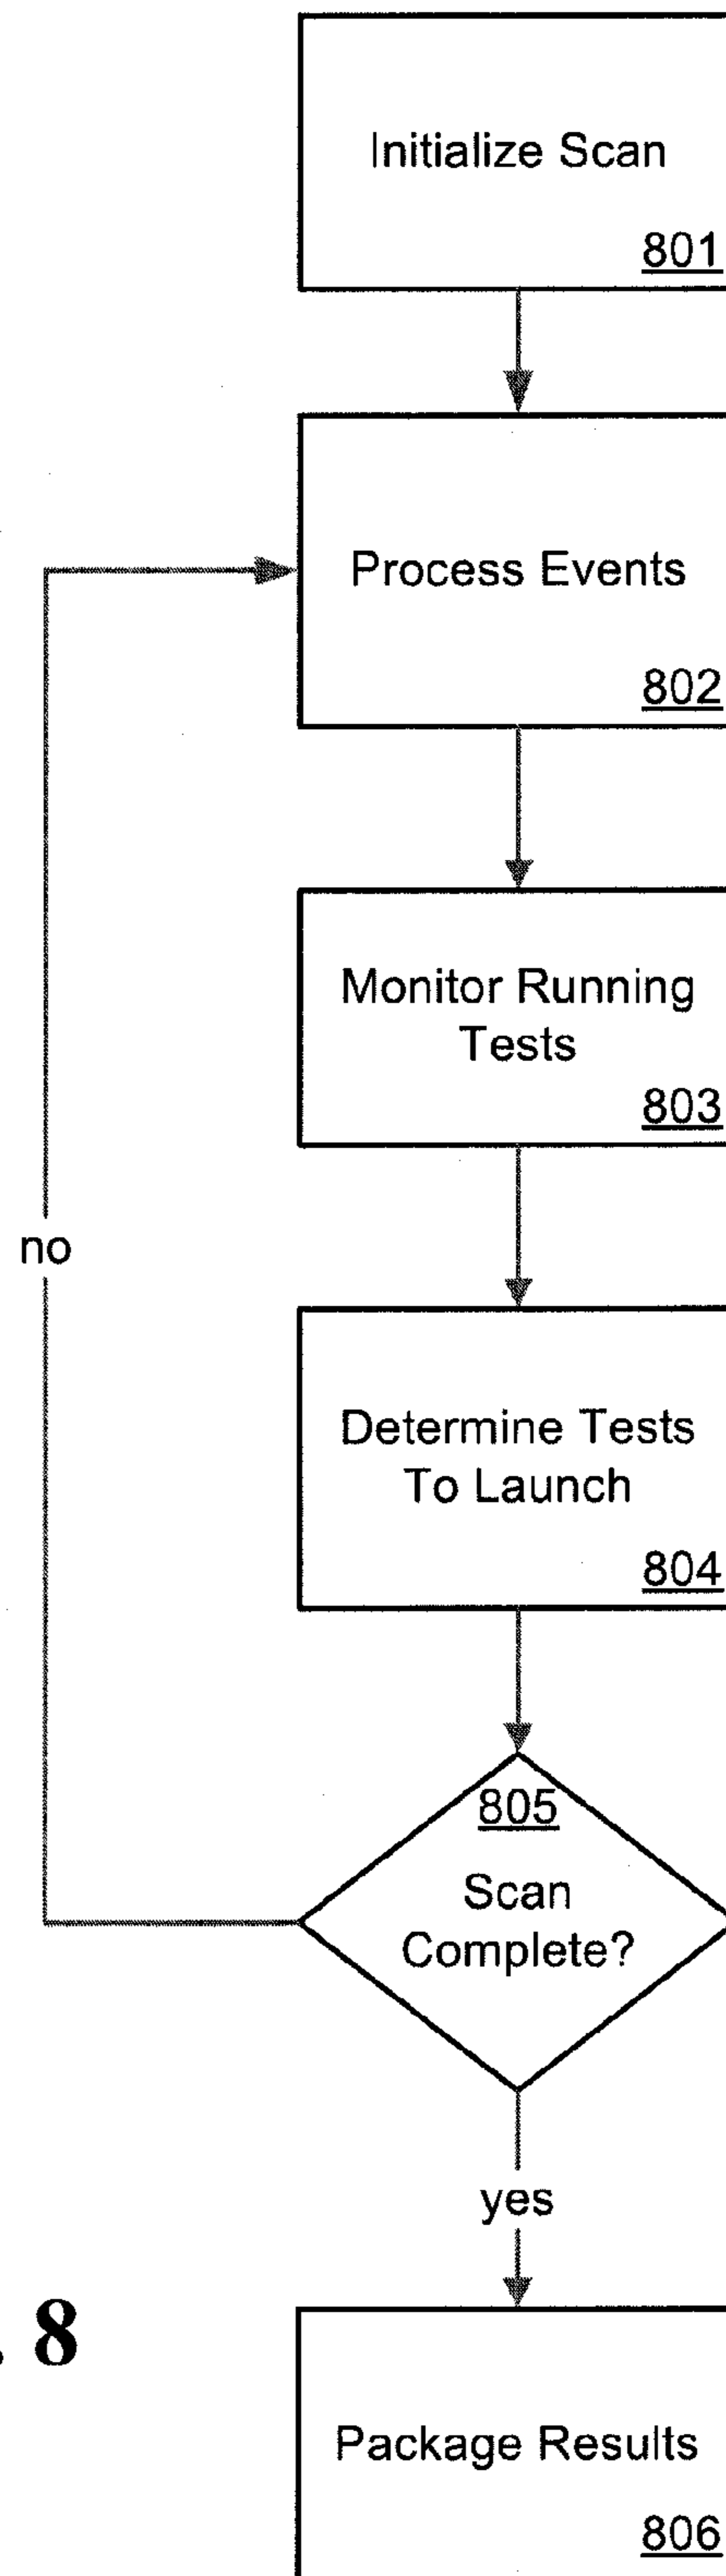 Initialize Scan
801
Process Events
802
Monitor Running
Tests
803
no
Determine Tests
To Launch
804
805
Scan
Complete?
yes
. 8
Package Results
806